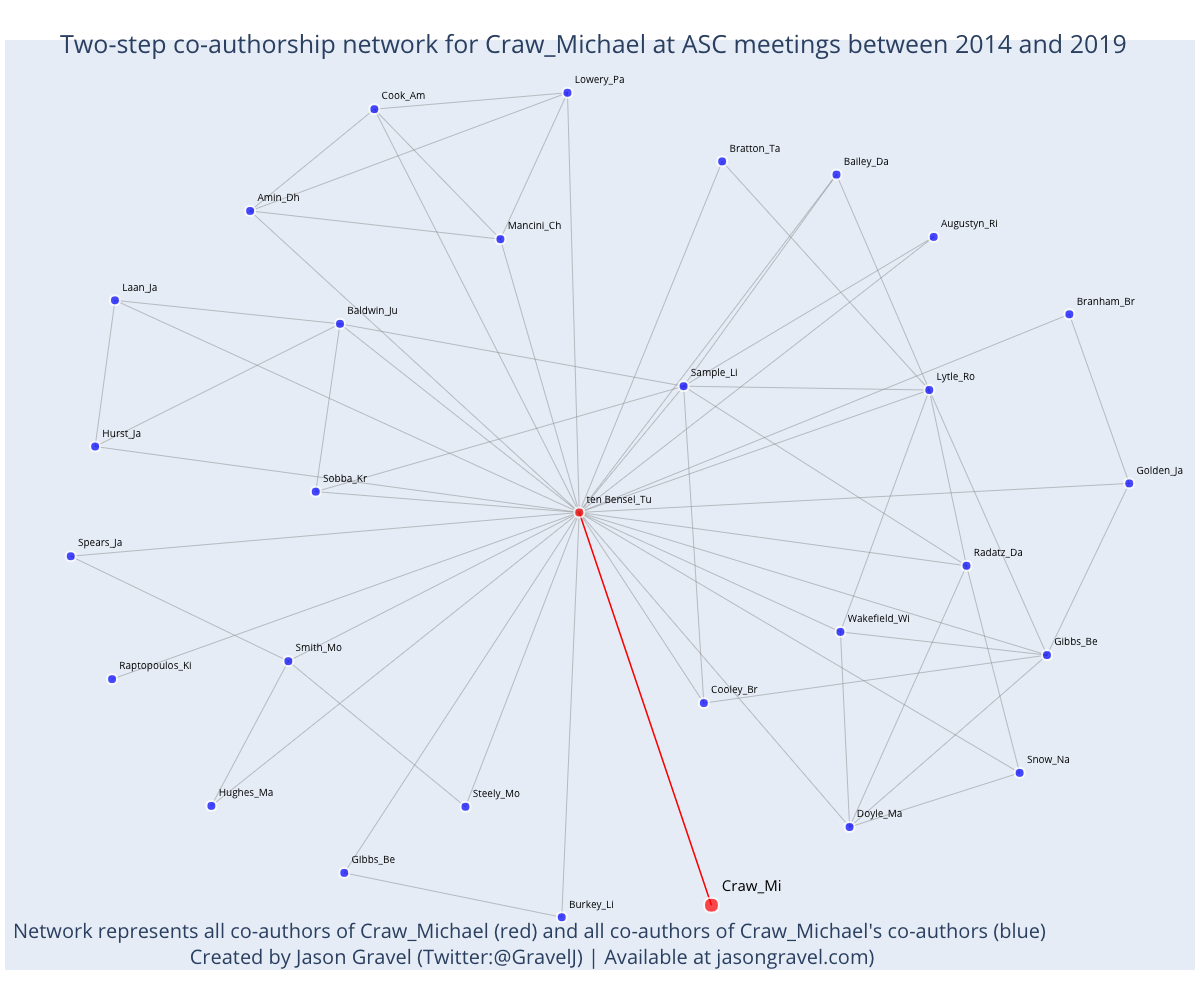 Two-step co-authorship network for Craw_Michael at ASC meetings between 2014 and 2019
Lowery_Pa
Cook_Am
Bratton_Ta
Bailey_Da
Amin_Dh
Mancini_Ch
Augustyn_Ri
Laan_Ja
Branham_Br
Baldwin_Ju
Sample_Li
Lytle_Ro
Hurst_Ja
Golden_Ja
Sobba_Kr
ten Bensel_Tu
Spears_Ja
Radatz_Da
Wakefield_Wi
Gibbs_Be
Smith_Mo
Raptopoulos_Ki
Cooley_Br
Snow_Na
Hughes_Ma
Steely_Mo
Doyle_Ma
Gibbs_Be
Craw_Mi
Burkey_Li
Network represents all co-authors of Craw_Michael (red) and all co-authors of Craw_Michael's co-authors (blue)
Created by Jason Gravel (Twitter:@GravelJ) | Available at jasongravel.com)